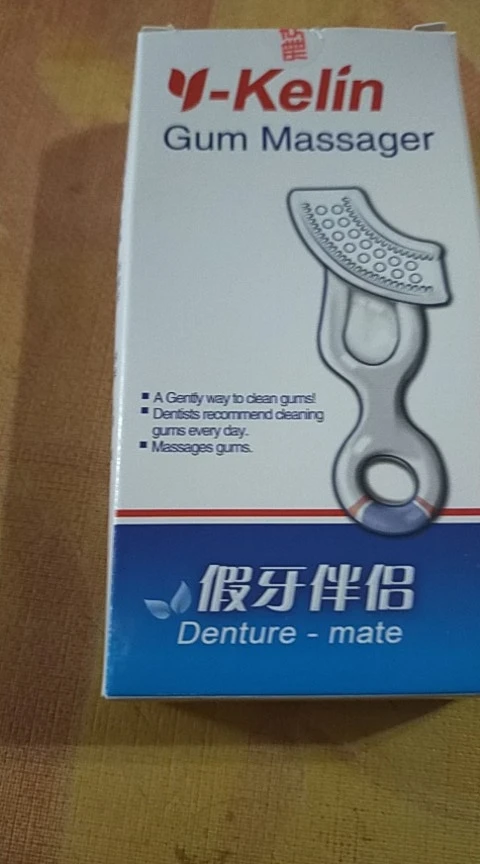 Y-Kelin
Gum Massager
A Gently way to clean gums!
Dentists recommend cleaning
gums every day.
Massages gums.
假牙伴侣
Denture - mate